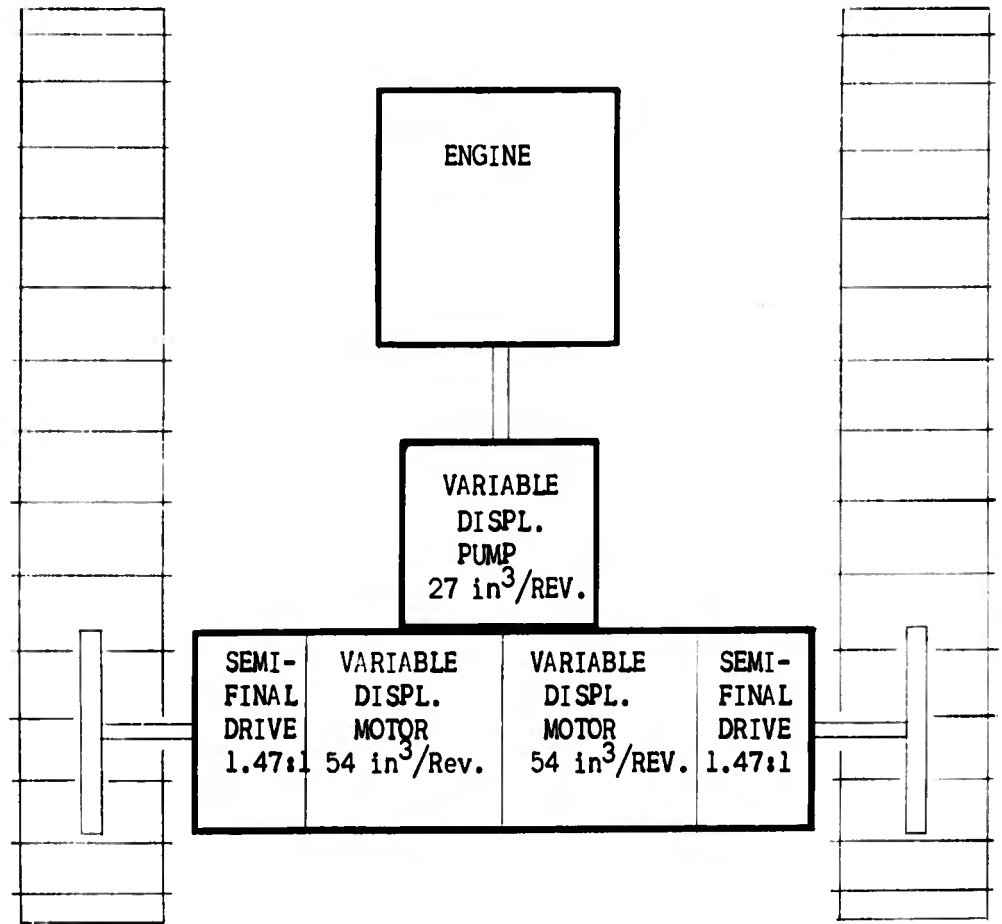 ENGINE
VARIABLE
DISPL.
PUMP
27 in³/REV.
SEMI-
FINAL
DRIVE
1.47:1
VARIABLE
DISPL.
MOTOR
54 in³/Rev.
VARIABLE
DISPL.
MOTOR
54 in³/REV.
SEMI-
FINAL
DRIVE
1.47:1